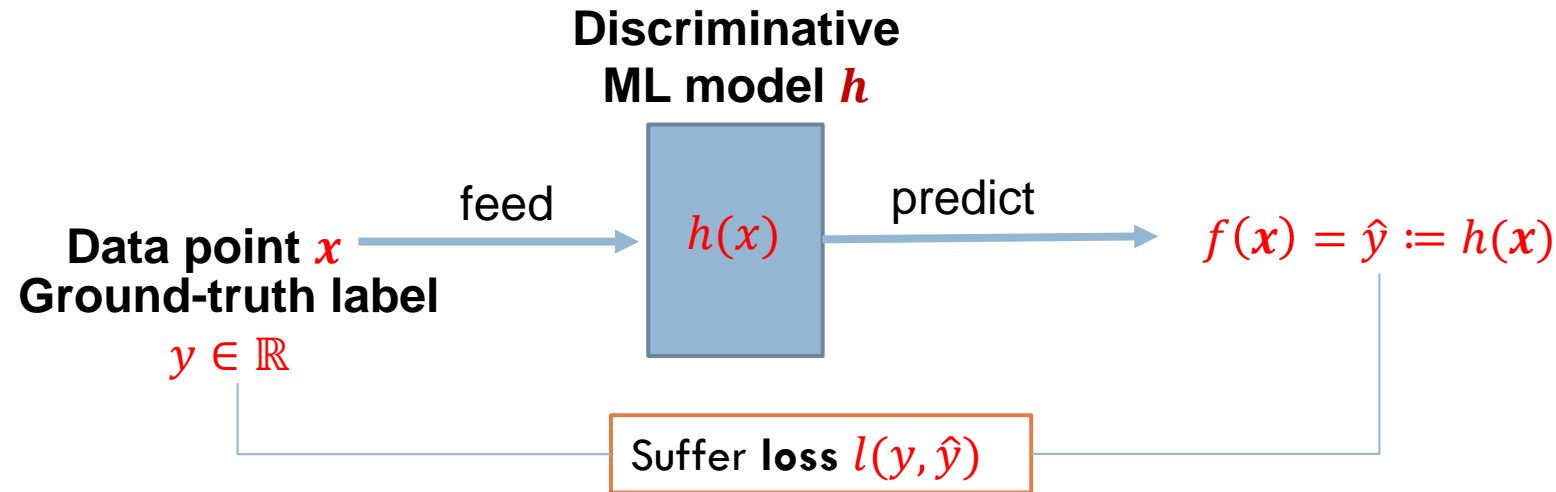 Discriminative
ML model h
feed
h(x)
predict
Data point x
f(x) = ŷ ≔ h(x)
Ground-truth label
y ∈ ℝ
Suffer loss l(y, ŷ)